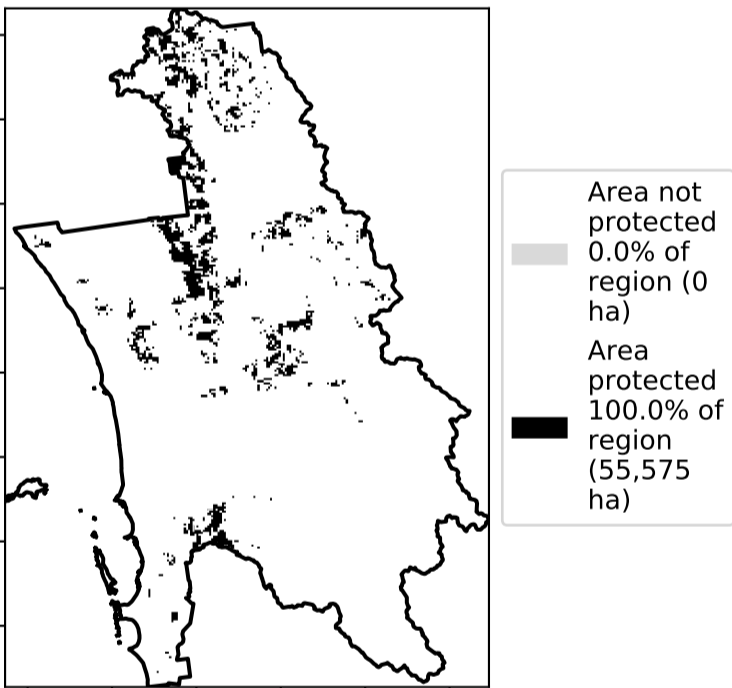 Area not
protected
0.0% of
region (0
ha)
Area
protected
100.0% of
region
(55,575
ha)